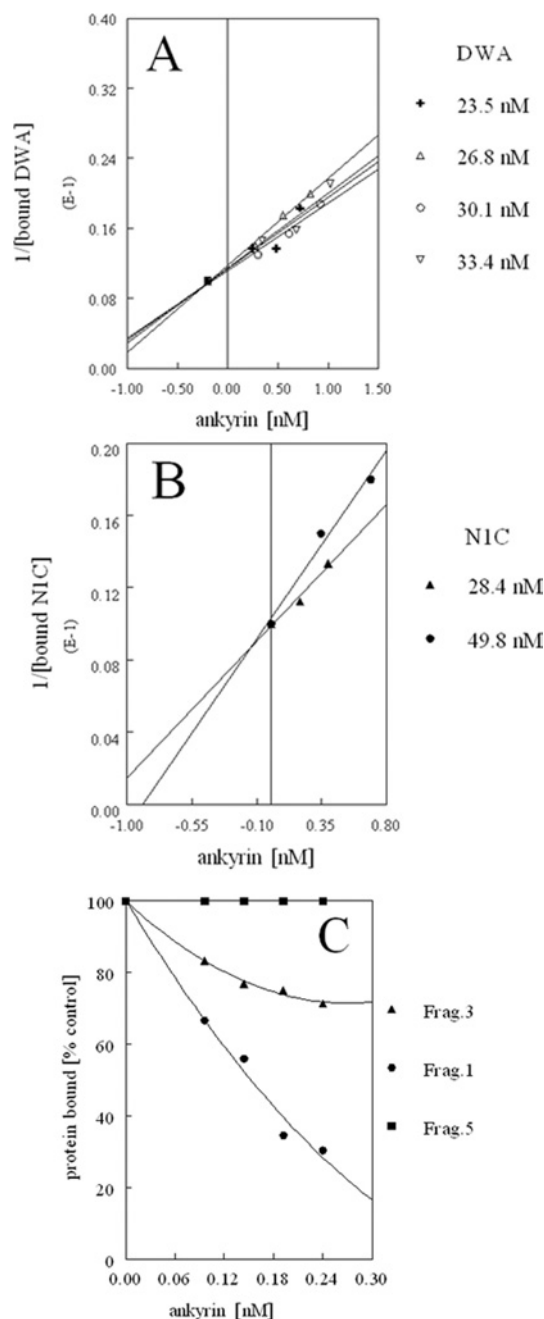 A
DWA
23.5 nM
26.8 nM
30.1 nM
33.4 nM
1/[bound DWA]
(E-1)
0.40
0.32
0.24
0.16
0.08
0.00
-1.00 -0.50 0.00 0.50 1.00 1.50
ankyrin [nM]
B
N1C
28.4 nM
49.8 nM
1/[bound N1C]
(E-1)
0.20
0.16
0.12
0.08
0.04
0.00
-1.00 -0.55 -0.10 0.35 0.80
ankyrin [nM]
C
Frag.3
Frag.1
Frag.5
protein bound [% control]
100
80
60
40
20
0
0.00 0.06 0.12 0.18 0.24 0.30
ankyrin [nM]